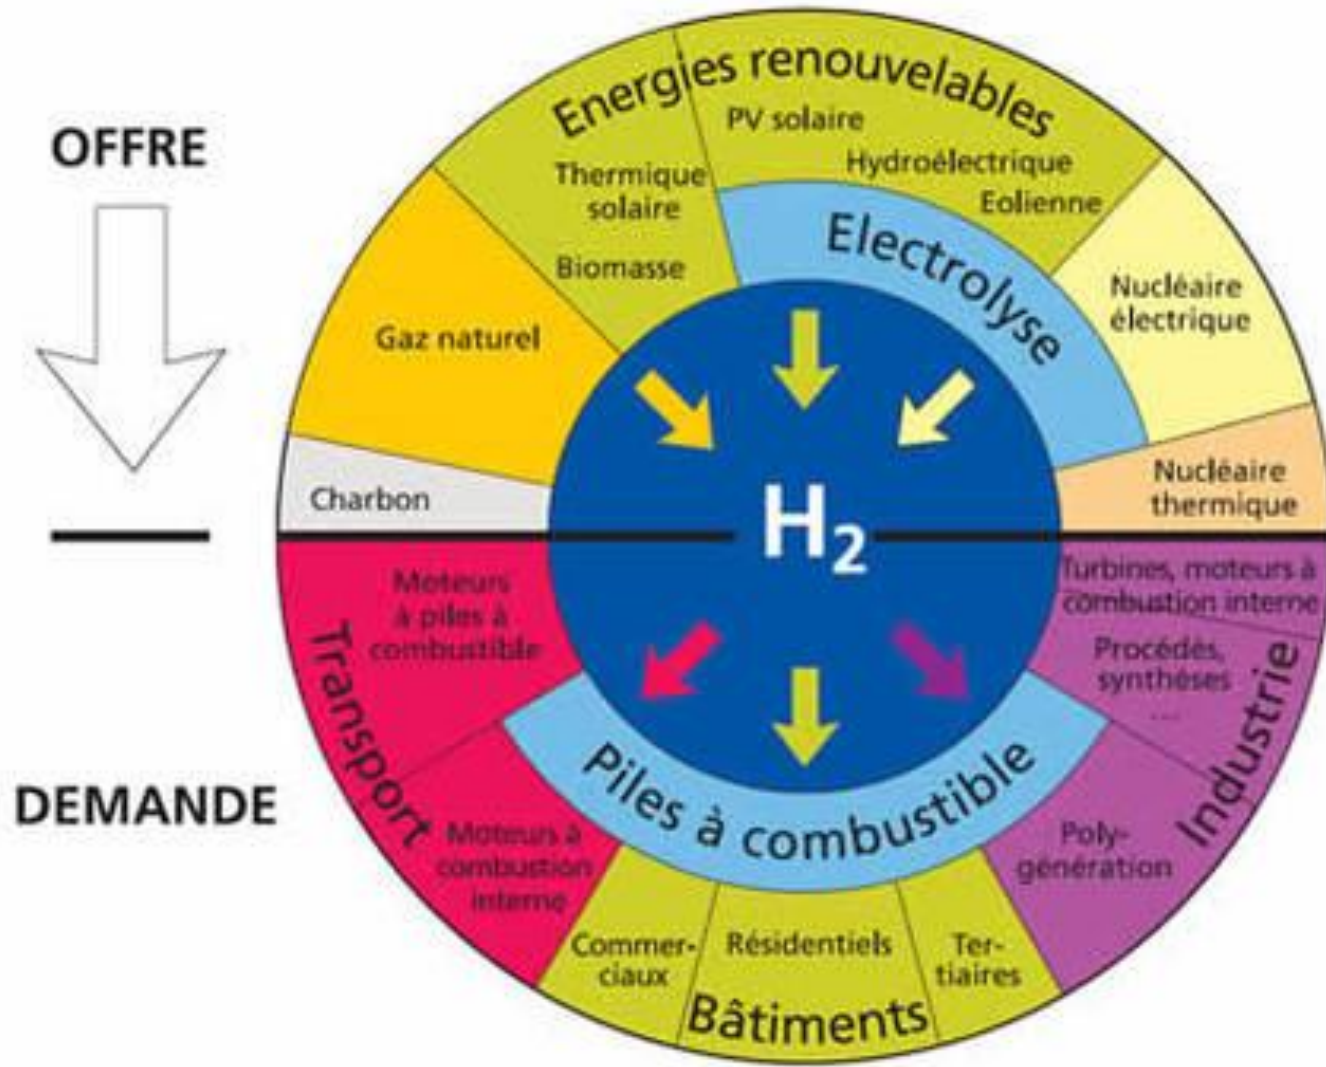 OFFRE
Energies renouvelables
PV solaire
Hydroélectrique
Eolienne
Thermique
solaire
Biomasse
Electrolyse
Nucléaire
électrique
Gaz naturel
Charbon
Nucléaire
thermique
H₂
DEMANDE
Transport
Moteurs
à piles à
combustible
Moteurs à
combustion
interne
Piles à combustible
Turbines, moteurs à
combustion interne
Procédés,
synthèses
...
Industrie
Poly-
génération
Commer-
ciaux
Résidentiels
Ter-
tiaires
Bâtiments